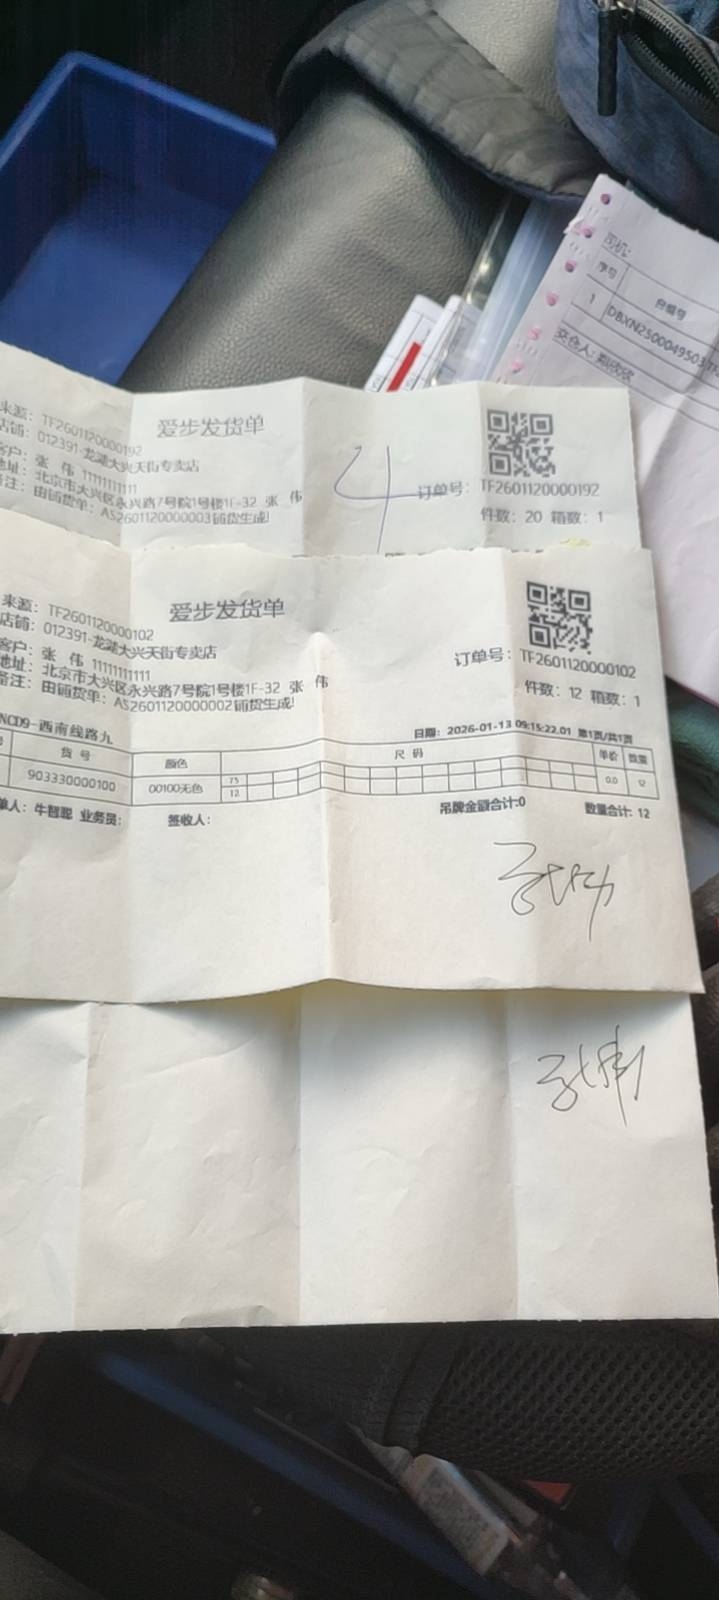 司机:
序号 自编号
1 DBXN2500049503
交仓人:
爱步发货单
来源: TF2601120000192
店铺: 012391-龙湖大兴天街专卖店
客户: 张 伟 11111111111
地址: 北京市大兴区永兴路7号院1号楼1F-32 张 伟
备注: 由铺货单: AS2601120000003铺货生成!
4
订单号: TF2601120000192
件数: 20 箱数: 1
爱步发货单
来源: TF2601120000102
店铺: 012391-龙湖大兴天街专卖店
客户: 张 伟 11111111111
地址: 北京市大兴区永兴路7号院1号楼1F-32 张 伟
备注: 由铺货单: AS2601120000002铺货生成!
订单号: TF2601120000102
件数: 12 箱数: 1
NCD9-西南线路九
日期: 2026-01-13 09:15:22.01 第1页/共1页
货 号 颜色 尺 码 单价 数量
903330000100 00100无色 75 12 0.0 12
单人: 牛智聪 业务员: 签收人: 吊牌金额合计:0 数量合计: 12
张伟
张伟